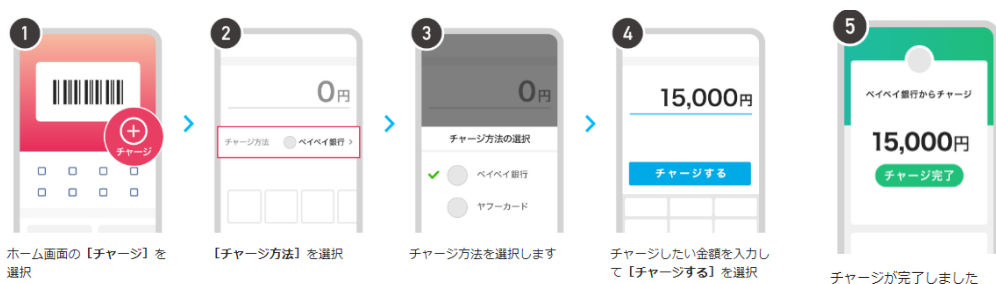 1
チャージ
ホーム画面の［チャージ］を
選択
2
0円
チャージ方法 ペイペイ銀行 >
［チャージ方法］を選択
3
0円
チャージ方法の選択
ペイペイ銀行
ヤフーカード
チャージ方法を選択します
4
15,000円
チャージする
チャージしたい金額を入力し
て［チャージする］を選択
5
ペイペイ銀行からチャージ
15,000円
チャージ完了
チャージが完了しました